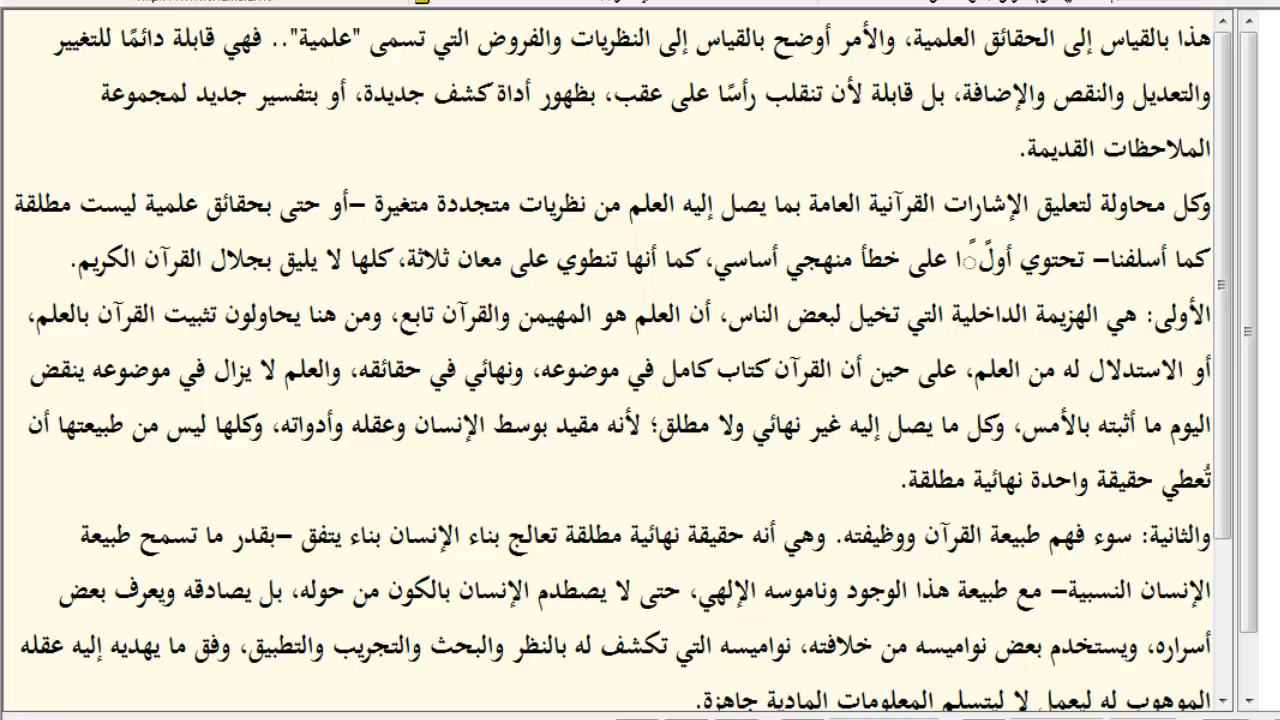 هذا بالقياس إلى الحقائق العلمية، والأمر أوضح بالقياس إلى النظريات والفروض التي تسمى "علمية".. فهي قابلة دائمًا للتغيير
والتعديل والنقص والإضافة، بل قابلة لأن تنقلب رأسًا على عقب، بظهور أداة كشف جديدة، أو بتفسير جديد لمجموعة
الملاحظات القديمة.
وكل محاولة لتعليق الإشارات القرآنية العامة بما يصل إليه العلم من نظريات متجددة متغيرة –أو حتى بحقائق علمية ليست مطلقة
كما أسلفنا– تحتوي أولًًا على خطأ منهجي أساسي، كما أنها تنطوي على معان ثلاثة، كلها لا يليق بجلال القرآن الكريم.
الأولى: هي الهزيمة الداخلية التي تخيل لبعض الناس، أن العلم هو المهيمن والقرآن تابع، ومن هنا يحاولون تثبيت القرآن بالعلم،
أو الاستدلال له من العلم، على حين أن القرآن كتاب كامل في موضوعه، ونهائي في حقائقه، والعلم لا يزال في موضوعه ينقض
اليوم ما أثبته بالأمس، وكل ما يصل إليه غير نهائي ولا مطلق؛ لأنه مقيد بوسط الإنسان وعقله وأدواته، وكلها ليس من طبيعتها أن
تُعطي حقيقة واحدة نهائية مطلقة.
والثانية: سوء فهم طبيعة القرآن ووظيفته. وهي أنه حقيقة نهائية مطلقة تعالج بناء الإنسان بناء يتفق –بقدر ما تسمح طبيعة
الإنسان النسبية– مع طبيعة هذا الوجود وناموسه الإلهي، حتى لا يصطدم الإنسان بالكون من حوله، بل يصادقه ويعرف بعض
أسراره، ويستخدم بعض نواميسه من خلافته، نواميسه التي تكشف له بالنظر والبحث والتجريب والتطبيق، وفق ما يهديه إليه عقله
الموهوب له ليعمل لا ليتسلم المعلومات المادية جاهزة.